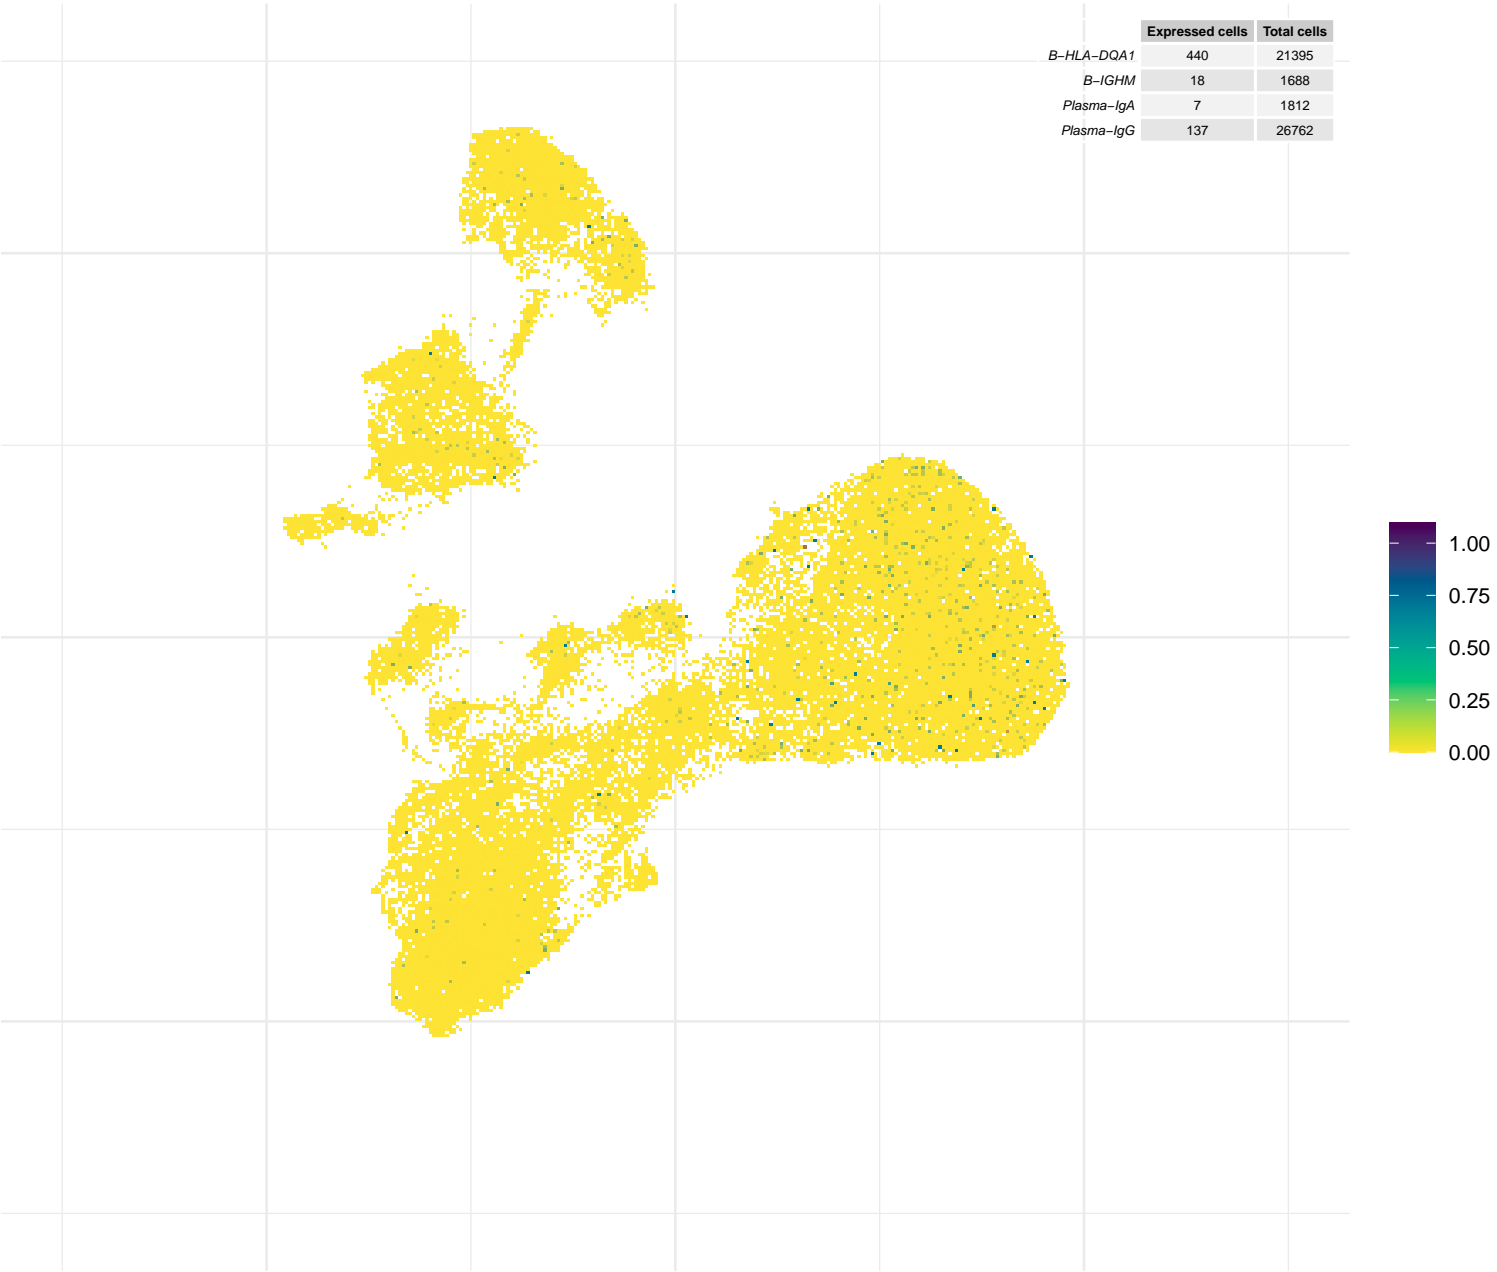 Expressed cells Total cells
B−HLA−DQA1 440 21395
B−IGHM 18 1688
Plasma−IgA 7 1812
Plasma−IgG 137 26762
1.00
0.75
0.50
0.25
0.00